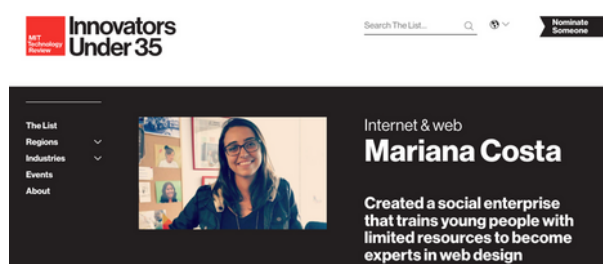 MIT
Technology
Review
Innovators
Under 35
Search The List...
Nominate
Someone
The List
Regions
Industries
Events
About
Internet & web
Mariana Costa
Created a social enterprise
that trains young people with
limited resources to become
experts in web design